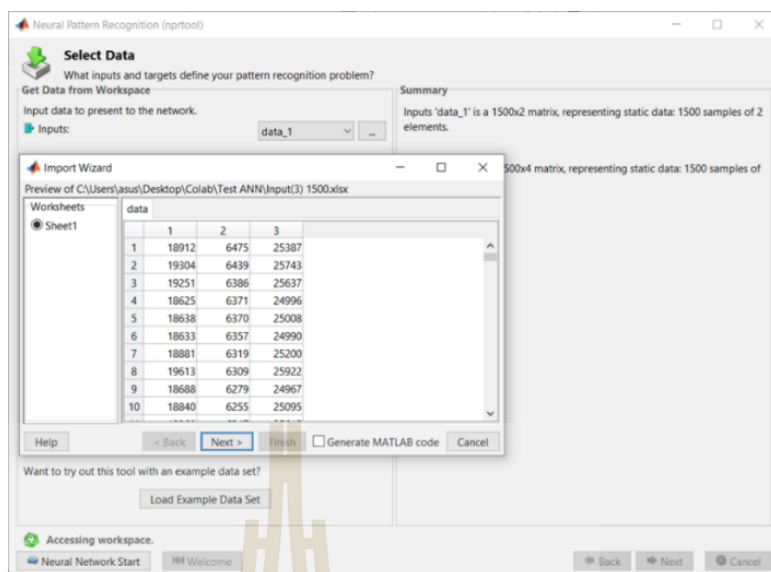 Neural Pattern Recognition (nprtool)
Select Data
What inputs and targets define your pattern recognition problem?
Get Data from Workspace
Input data to present to the network.
Inputs: data_1 ...
Summary
Inputs 'data_1' is a 1500x2 matrix, representing static data: 1500 samples of 2
elements.
500x4 matrix, representing static data: 1500 samples of
Import Wizard
Preview of C:\Users\asus\Desktop\Colab\Test ANN\Input(3) 1500.xlsx
Worksheets
Sheet1
data
1 2 3
1 18912 6475 25387
2 19304 6439 25743
3 19251 6386 25637
4 18625 6371 24996
5 18638 6370 25008
6 18633 6357 24990
7 18881 6319 25200
8 19613 6309 25922
9 18688 6279 24967
10 18840 6255 25095
Help < Back Next > Finish Generate MATLAB code Cancel
Want to try out this tool with an example data set?
Load Example Data Set
Accessing workspace.
Neural Network Start Welcome Back Next Cancel